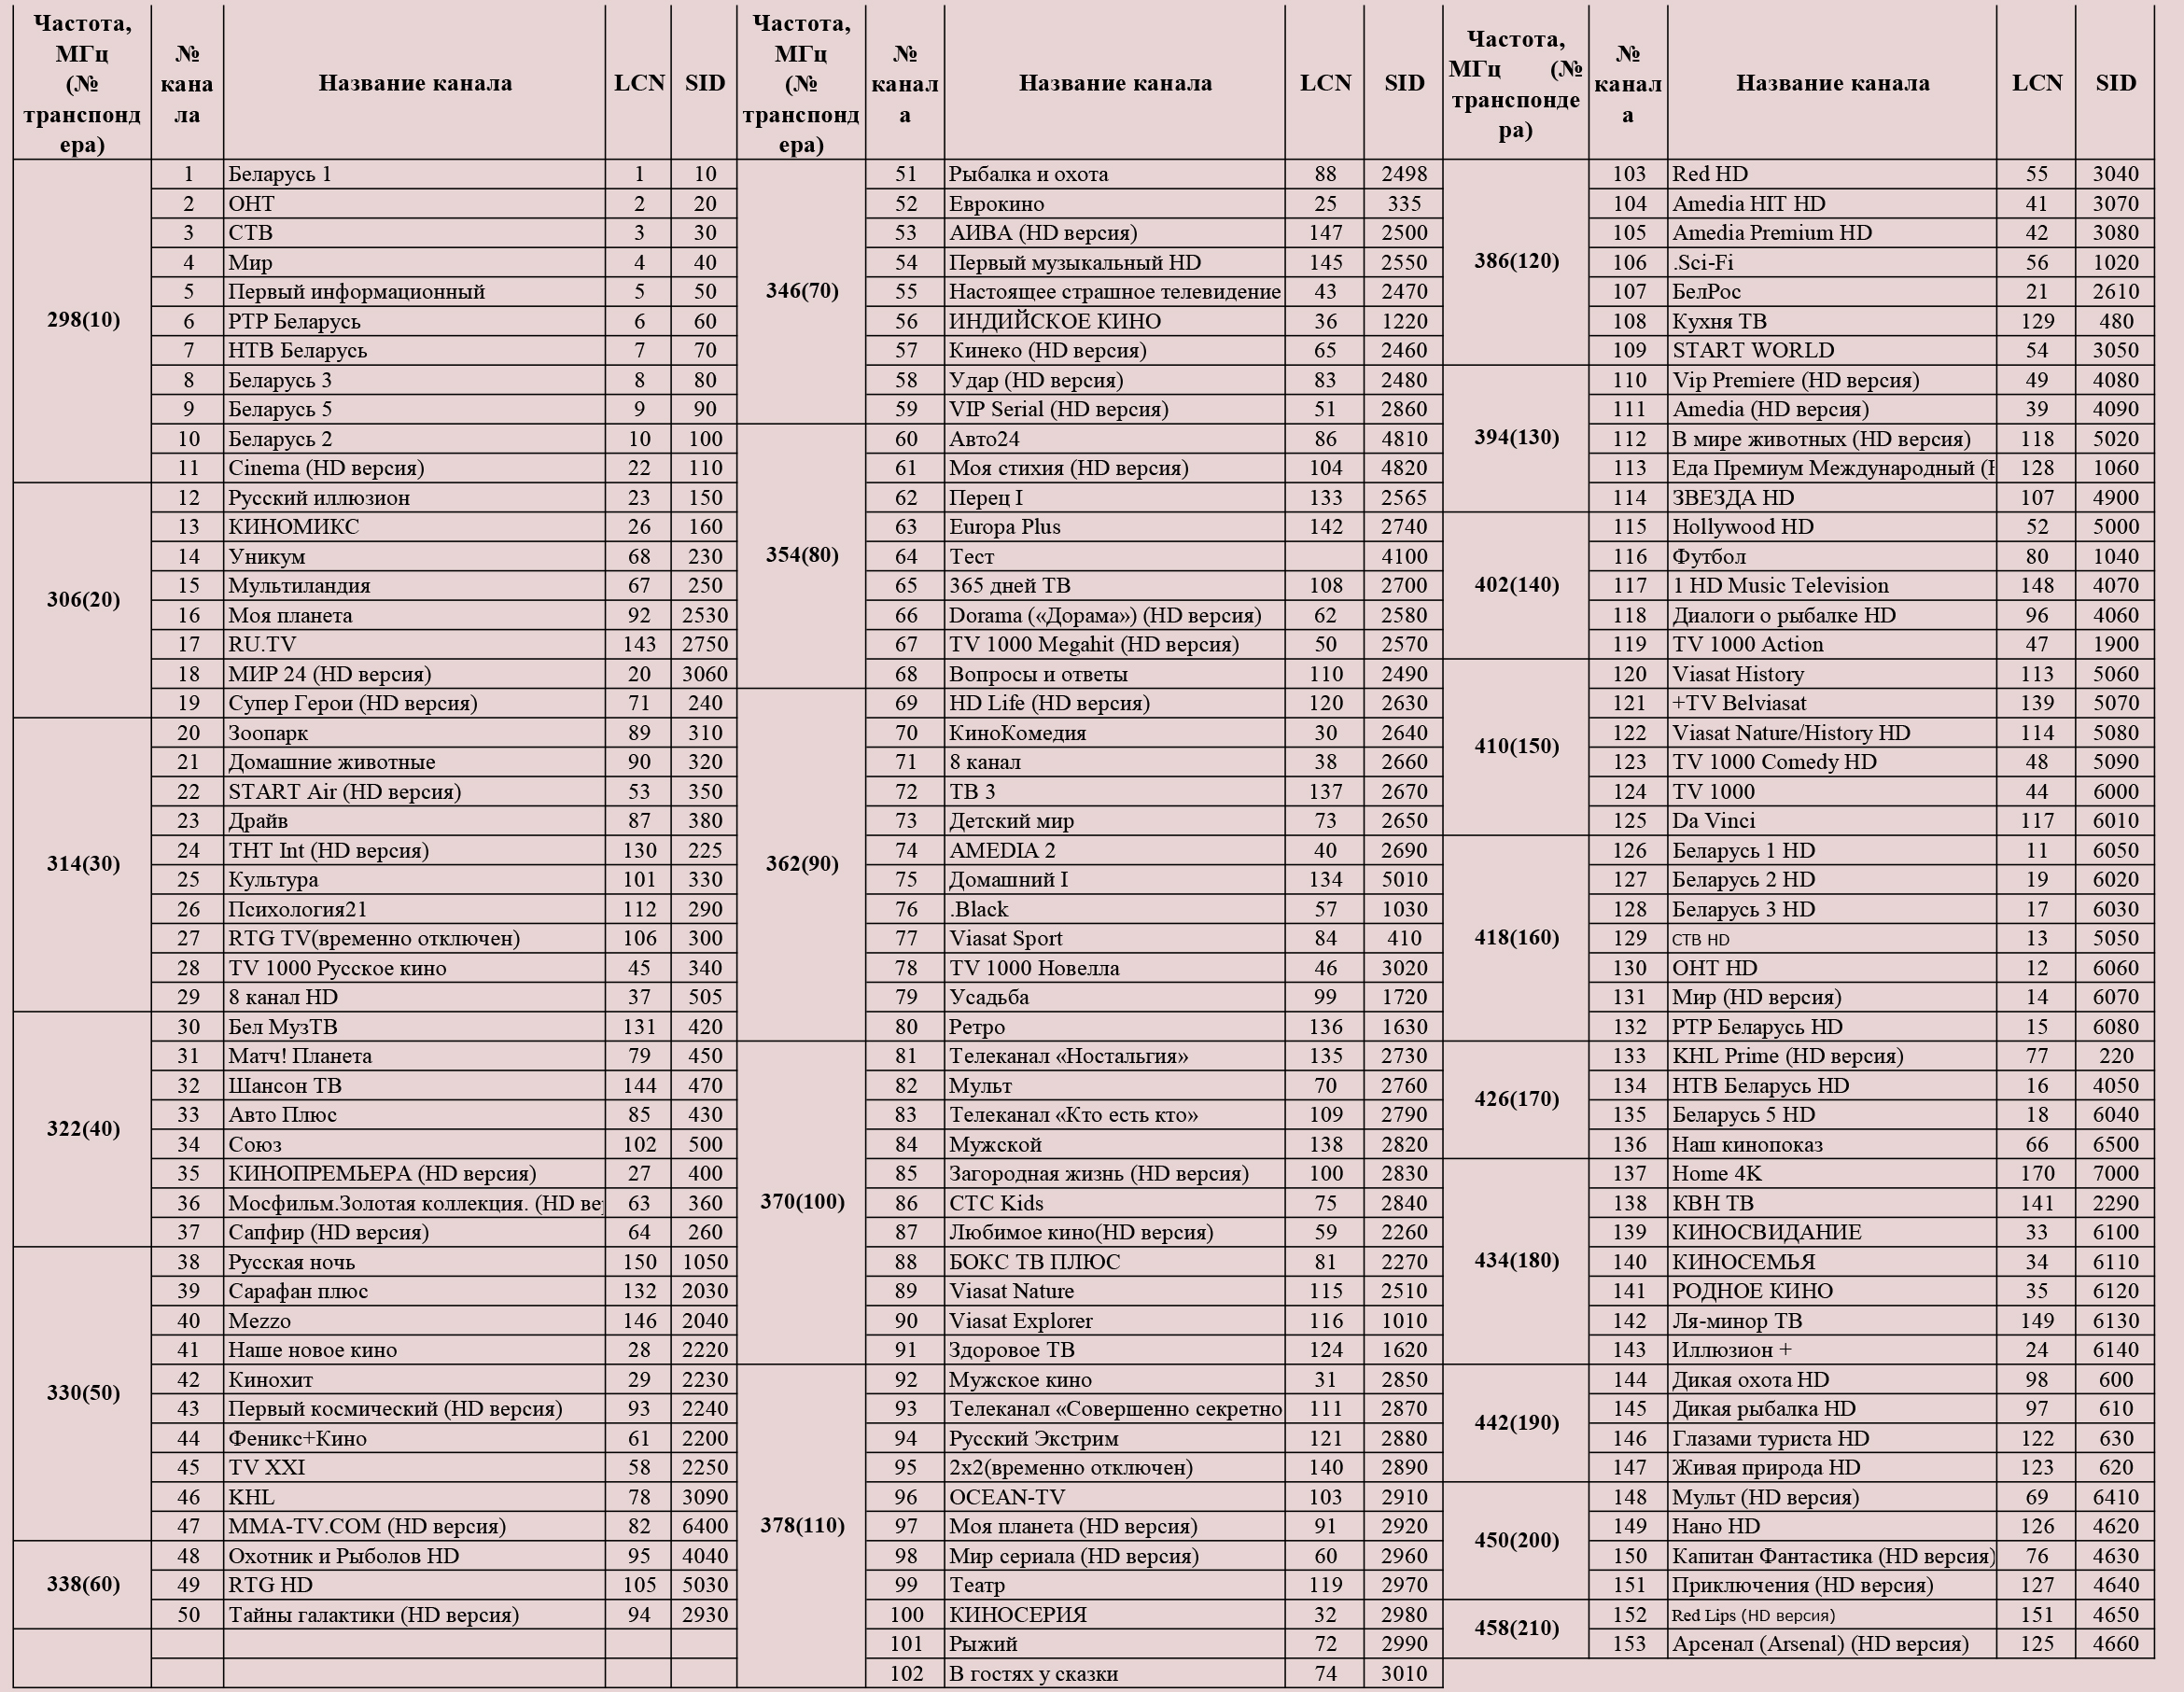 Частота, МГц (№ транспондера) № канала Название канала LCN SID Частота, МГц (№ транспондера) № канала Название канала LCN SID Частота, МГц (№ транспондера) № канала Название канала LCN SID
298(10)
1 Беларусь 1 1 10
2 ОНТ 2 20
3 СТВ 3 30
4 Мир 4 40
5 Первый информационный 5 50
6 РТР Беларусь 6 60
7 НТВ Беларусь 7 70
8 Беларусь 3 8 80
9 Беларусь 5 9 90
10 Беларусь 2 10 100
11 Cinema (HD версия) 22 110
306(20)
12 Русский иллюзион 23 150
13 КИНОМИКС 26 160
14 Уникум 68 230
15 Мультиландия 67 250
16 Моя планета 92 2530
17 RU.TV 143 2750
18 МИР 24 (HD версия) 20 3060
19 Супер Герои (HD версия) 71 240
314(30)
20 Зоопарк 89 310
21 Домашние животные 90 320
22 START Air (HD версия) 53 350
23 Драйв 87 380
24 ТНТ Int (HD версия) 130 225
25 Культура 101 330
26 Психология21 112 290
27 RTG TV(временно отключен) 106 300
28 TV 1000 Русское кино 45 340
29 8 канал HD 37 505
322(40)
30 Бел МузТВ 131 420
31 Матч! Планета 79 450
32 Шансон ТВ 144 470
33 Авто Плюс 85 430
34 Союз 102 500
35 КИНОПРЕМЬЕРА (HD версия) 27 400
36 Мосфильм.Золотая коллекция. (HD вер 63 360
37 Сапфир (HD версия) 64 260
330(50)
38 Русская ночь 150 1050
39 Сарафан плюс 132 2030
40 Mezzo 146 2040
41 Наше новое кино 28 2220
42 Кинохит 29 2230
43 Первый космический (HD версия) 93 2240
44 Феникс+Кино 61 2200
45 TV XXI 58 2250
46 KHL 78 3090
47 MMA-TV.COM (HD версия) 82 6400
338(60)
48 Охотник и Рыболов HD 95 4040
49 RTG HD 105 5030
50 Тайны галактики (HD версия) 94 2930
346(70)
51 Рыбалка и охота 88 2498
52 Еврокино 25 335
53 АИВА (HD версия) 147 2500
54 Первый музыкальный HD 145 2550
55 Настоящее страшное телевидение 43 2470
56 ИНДИЙСКОЕ КИНО 36 1220
57 Кинеко (HD версия) 65 2460
58 Удар (HD версия) 83 2480
59 VIP Serial (HD версия) 51 2860
354(80)
60 Авто24 86 4810
61 Моя стихия (HD версия) 104 4820
62 Перец I 133 2565
63 Europa Plus 142 2740
64 Тест 4100
65 365 дней ТВ 108 2700
66 Dorama («Дорама») (HD версия) 62 2580
67 TV 1000 Megahit (HD версия) 50 2570
68 Вопросы и ответы 110 2490
362(90)
69 HD Life (HD версия) 120 2630
70 КиноКомедия 30 2640
71 8 канал 38 2660
72 ТВ 3 137 2670
73 Детский мир 73 2650
74 AMEDIA 2 40 2690
75 Домашний I 134 5010
76 .Black 57 1030
77 Viasat Sport 84 410
78 TV 1000 Новелла 46 3020
79 Усадьба 99 1720
80 Ретро 136 1630
370(100)
81 Телеканал «Ностальгия» 135 2730
82 Мульт 70 2760
83 Телеканал «Кто есть кто» 109 2790
84 Мужской 138 2820
85 Загородная жизнь (HD версия) 100 2830
86 СТС Kids 75 2840
87 Любимое кино(HD версия) 59 2260
88 БОКС ТВ ПЛЮС 81 2270
89 Viasat Nature 115 2510
90 Viasat Explorer 116 1010
91 Здоровое ТВ 124 1620
378(110)
92 Мужское кино 31 2850
93 Телеканал «Совершенно секретно 111 2870
94 Русский Экстрим 121 2880
95 2х2(временно отключен) 140 2890
96 OCEAN-TV 103 2910
97 Моя планета (HD версия) 91 2920
98 Мир сериала (HD версия) 60 2960
99 Театр 119 2970
100 КИНОСЕРИЯ 32 2980
101 Рыжий 72 2990
102 В гостях у сказки 74 3010
386(120)
103 Red HD 55 3040
104 Amedia HIT HD 41 3070
105 Amedia Premium HD 42 3080
106 .Sci-Fi 56 1020
107 БелРос 21 2610
108 Кухня ТВ 129 480
109 START WORLD 54 3050
394(130)
110 Vip Premiere (HD версия) 49 4080
111 Amedia (HD версия) 39 4090
112 В мире животных (HD версия) 118 5020
113 Еда Премиум Международный (H 128 1060
114 ЗВЕЗДА HD 107 4900
402(140)
115 Hollywood HD 52 5000
116 Футбол 80 1040
117 1 HD Music Television 148 4070
118 Диалоги о рыбалке HD 96 4060
119 TV 1000 Action 47 1900
410(150)
120 Viasat History 113 5060
121 +TV Belviasat 139 5070
122 Viasat Nature/History HD 114 5080
123 TV 1000 Comedy HD 48 5090
124 TV 1000 44 6000
125 Da Vinci 117 6010
418(160)
126 Беларусь 1 HD 11 6050
127 Беларусь 2 HD 19 6020
128 Беларусь 3 HD 17 6030
129 СТВ HD 13 5050
130 ОНТ HD 12 6060
131 Мир (HD версия) 14 6070
132 РТР Беларусь HD 15 6080
426(170)
133 KHL Prime (HD версия) 77 220
134 НТВ Беларусь HD 16 4050
135 Беларусь 5 HD 18 6040
136 Наш кинопоказ 66 6500
434(180)
137 Home 4K 170 7000
138 КВН ТВ 141 2290
139 КИНОСВИДАНИЕ 33 6100
140 КИНОСЕМЬЯ 34 6110
141 РОДНОЕ КИНО 35 6120
142 Ля-минор ТВ 149 6130
143 Иллюзион + 24 6140
442(190)
144 Дикая охота HD 98 600
145 Дикая рыбалка HD 97 610
146 Глазами туриста HD 122 630
147 Живая природа HD 123 620
450(200)
148 Мульт (HD версия) 69 6410
149 Нано HD 126 4620
150 Капитан Фантастика (HD версия) 76 4630
151 Приключения (HD версия) 127 4640
458(210)
152 Red Lips (HD версия) 151 4650
153 Арсенал (Arsenal) (HD версия) 125 4660